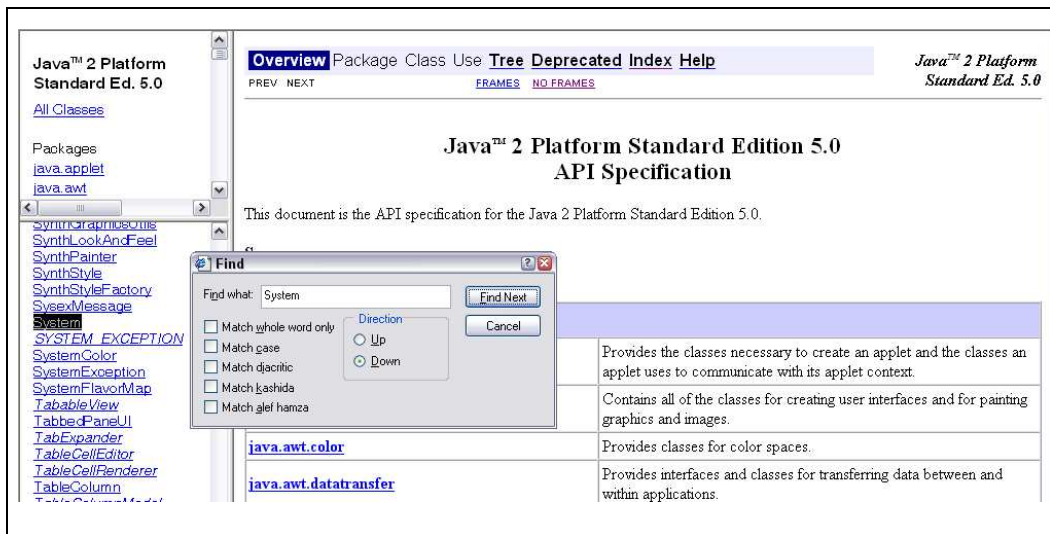 Java™ 2 Platform
Standard Ed. 5.0
All Classes
Packages
java.applet
java.awt
SynthGraphicsUtils
SynthLookAndFeel
SynthPainter
SynthStyle
SynthStyleFactory
SysexMessage
System
SYSTEM_EXCEPTION
SystemColor
SystemException
SystemFlavorMap
TabableView
TabbedPaneUI
TabExpander
TableCellEditor
TableCellRenderer
TableColumn
TableColumnModel
Overview Package Class Use Tree Deprecated Index Help
PREV NEXT FRAMES NO FRAMES
Java™ 2 Platform
Standard Ed. 5.0
Java™ 2 Platform Standard Edition 5.0
API Specification
This document is the API specification for the Java 2 Platform Standard Edition 5.0.
Find
Find what: System
Find Next
Cancel
Match whole word only
Match case
Match diacritic
Match kashida
Match alef hamza
Direction
Up
Down
Provides the classes necessary to create an applet and the classes an
applet uses to communicate with its applet context.
Contains all of the classes for creating user interfaces and for painting
graphics and images.
java.awt.color Provides classes for color spaces.
java.awt.datatransfer Provides interfaces and classes for transferring data between and
within applications.